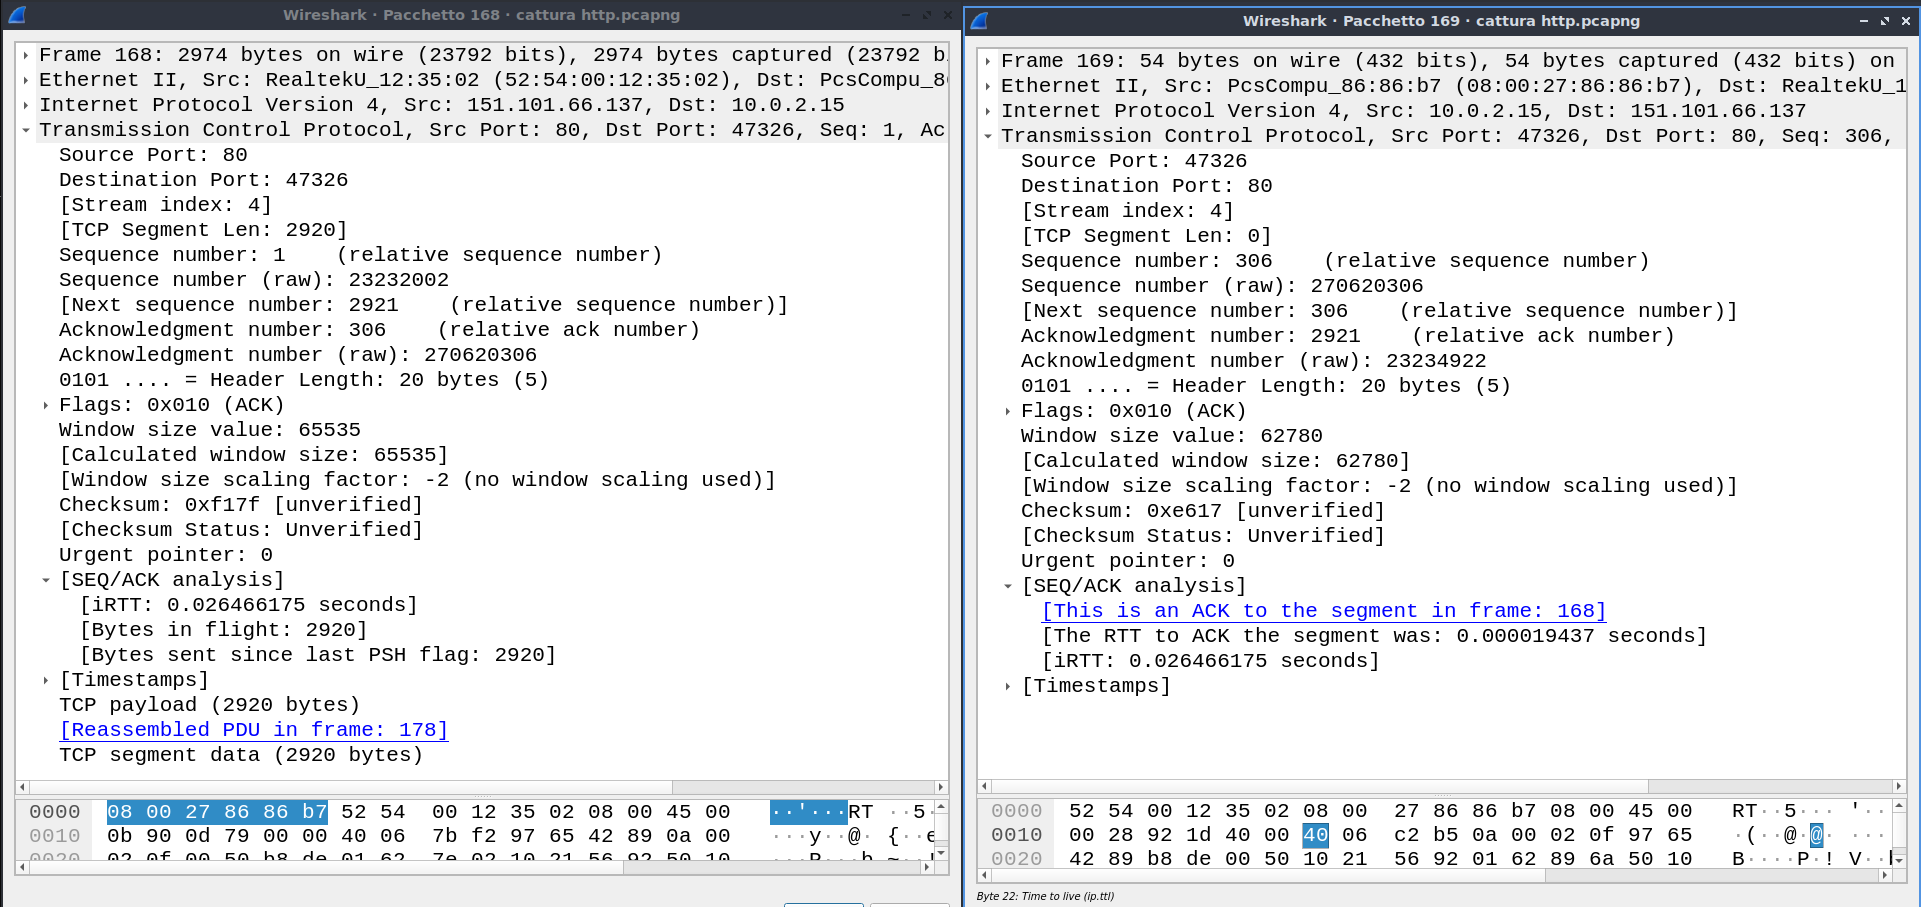 Wireshark · Pacchetto 168 · cattura http.pcapng
Frame 168: 2974 bytes on wire (23792 bits), 2974 bytes captured (23792 b
Ethernet II, Src: RealtekU_12:35:02 (52:54:00:12:35:02), Dst: PcsCompu_86
Internet Protocol Version 4, Src: 151.101.66.137, Dst: 10.0.2.15
Transmission Control Protocol, Src Port: 80, Dst Port: 47326, Seq: 1, Ac
Source Port: 80
Destination Port: 47326
[Stream index: 4]
[TCP Segment Len: 2920]
Sequence number: 1    (relative sequence number)
Sequence number (raw): 23232002
[Next sequence number: 2921    (relative sequence number)]
Acknowledgment number: 306    (relative ack number)
Acknowledgment number (raw): 270620306
0101 .... = Header Length: 20 bytes (5)
Flags: 0x010 (ACK)
Window size value: 65535
[Calculated window size: 65535]
[Window size scaling factor: -2 (no window scaling used)]
Checksum: 0xf17f [unverified]
[Checksum Status: Unverified]
Urgent pointer: 0
[SEQ/ACK analysis]
[iRTT: 0.026466175 seconds]
[Bytes in flight: 2920]
[Bytes sent since last PSH flag: 2920]
[Timestamps]
TCP payload (2920 bytes)
[Reassembled PDU in frame: 178]
TCP segment data (2920 bytes)
0000 08 00 27 86 86 b7 52 54 00 12 35 02 08 00 45 00 ··'···RT ··5·
0010 0b 90 0d 79 00 00 40 06 7b f2 97 65 42 89 0a 00 ···y··@· {··e
0020 02 0f 00 50 b8 de 01 62 7e 02 10 21 56 92 50 10
Wireshark · Pacchetto 169 · cattura http.pcapng
Frame 169: 54 bytes on wire (432 bits), 54 bytes captured (432 bits) on
Ethernet II, Src: PcsCompu_86:86:b7 (08:00:27:86:86:b7), Dst: RealtekU_1
Internet Protocol Version 4, Src: 10.0.2.15, Dst: 151.101.66.137
Transmission Control Protocol, Src Port: 47326, Dst Port: 80, Seq: 306,
Source Port: 47326
Destination Port: 80
[Stream index: 4]
[TCP Segment Len: 0]
Sequence number: 306    (relative sequence number)
Sequence number (raw): 270620306
[Next sequence number: 306    (relative sequence number)]
Acknowledgment number: 2921    (relative ack number)
Acknowledgment number (raw): 23234922
0101 .... = Header Length: 20 bytes (5)
Flags: 0x010 (ACK)
Window size value: 62780
[Calculated window size: 62780]
[Window size scaling factor: -2 (no window scaling used)]
Checksum: 0xe617 [unverified]
[Checksum Status: Unverified]
Urgent pointer: 0
[SEQ/ACK analysis]
[This is an ACK to the segment in frame: 168]
[The RTT to ACK the segment was: 0.000019437 seconds]
[iRTT: 0.026466175 seconds]
[Timestamps]
0000 52 54 00 12 35 02 08 00 27 86 86 b7 08 00 45 00 RT··5··· '··
0010 00 28 92 1d 40 00 40 06 c2 b5 0a 00 02 0f 97 65 ·(··@·@· ···
0020 42 89 b8 de 00 50 10 21 56 92 01 62 89 6a 50 10 B····P·! V··b
Byte 22: Time to live (ip.ttl)